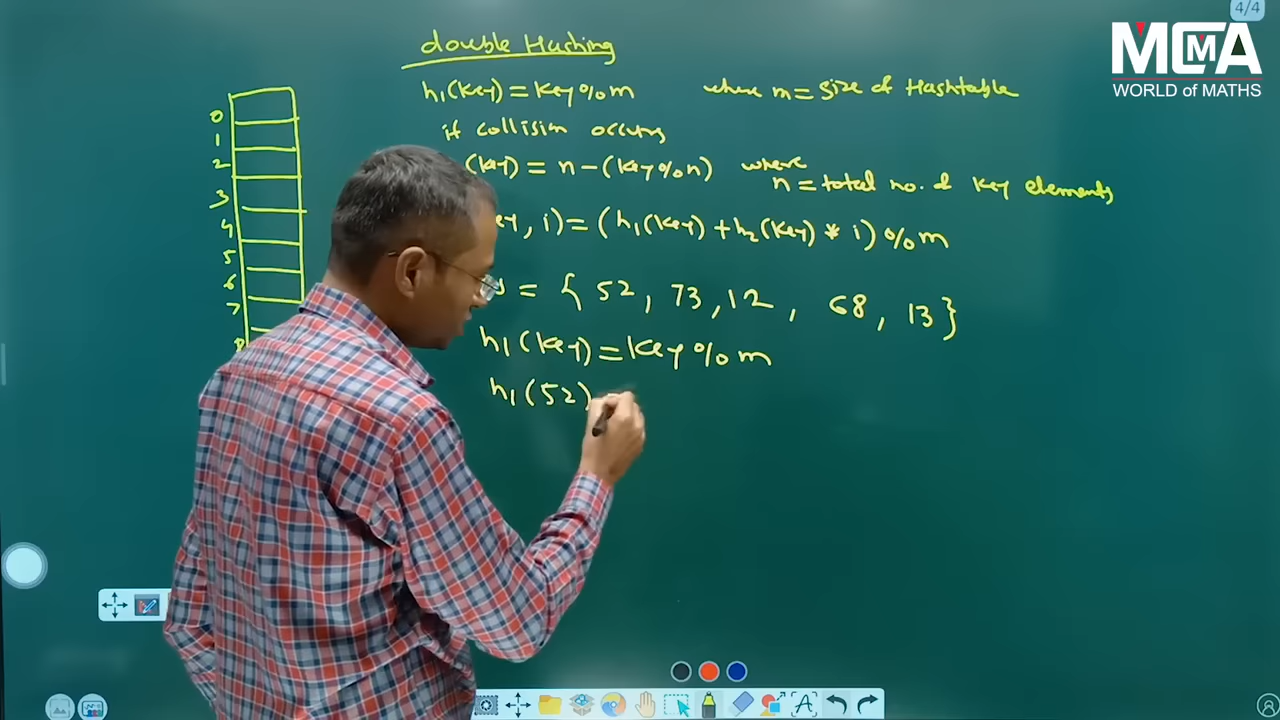 4/4
MCMA
WORLD of MATHS
double Hashing
h₁(key) = key % m where m = size of Hashtable
if collision occurs
(key) = n - (key % n) where
n = total no. of key elements
, i) = (h₁(key) + h₂(key) * i) % m
= { 52, 73, 12, 68, 13 }
h₁(key) = key % m
h₁(52)
0
1
2
3
4
5
6
7
8